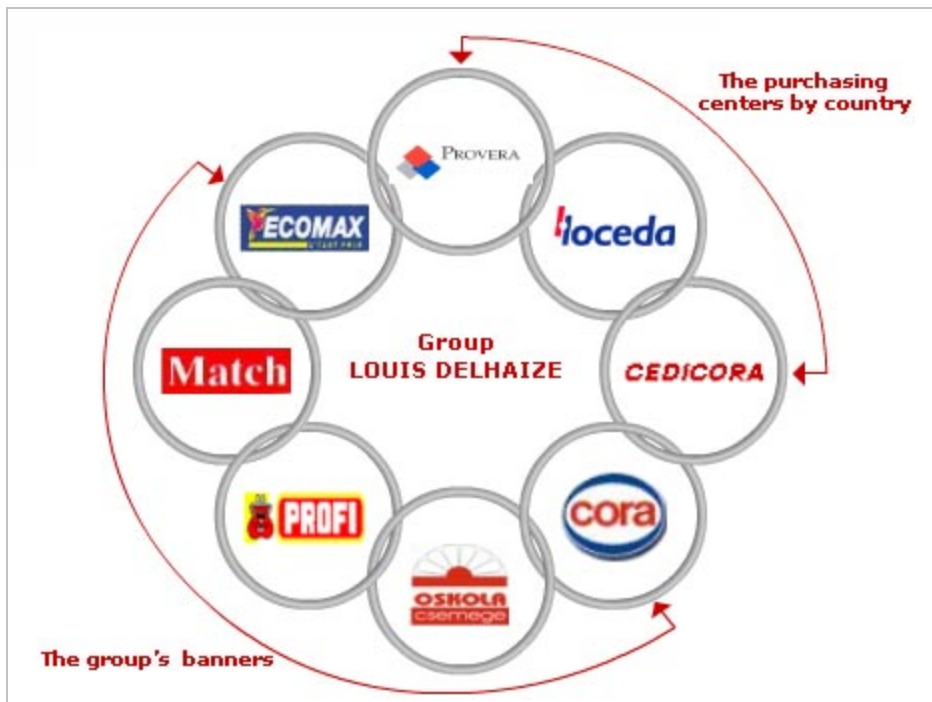 The purchasing
centers by country
PROVERA
ECOMAX
hoceda
Match
Group
LOUIS DELHAIZE
CEDICORA
PROFI
cora
OSKOLA
Csemege
The group's banners